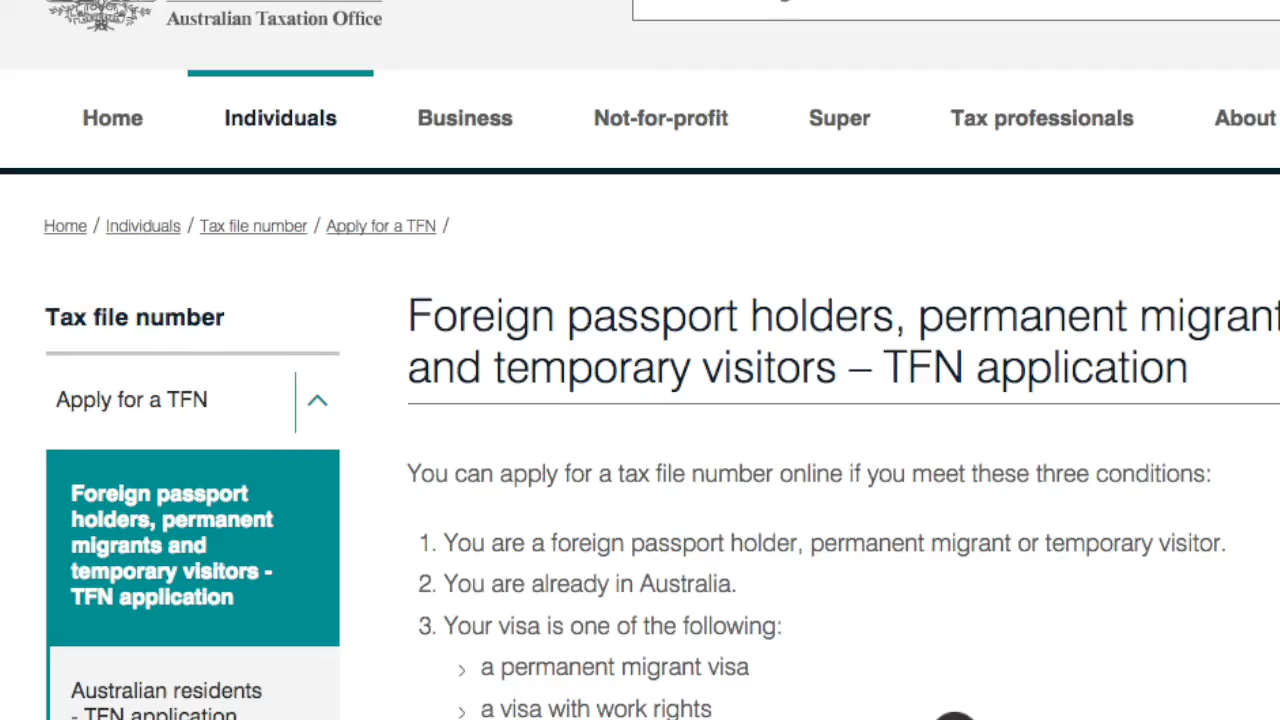 Australian Taxation Office
Home
Individuals
Business
Not-for-profit
Super
Tax professionals
About
Home / Individuals / Tax file number / Apply for a TFN /
Tax file number
Apply for a TFN
Foreign passport
holders, permanent
migrants and
temporary visitors -
TFN application
Australian residents
- TFN application
Foreign passport holders, permanent migrant
and temporary visitors – TFN application
You can apply for a tax file number online if you meet these three conditions:
1. You are a foreign passport holder, permanent migrant or temporary visitor.
2. You are already in Australia.
3. Your visa is one of the following:
› a permanent migrant visa
› a visa with work rights